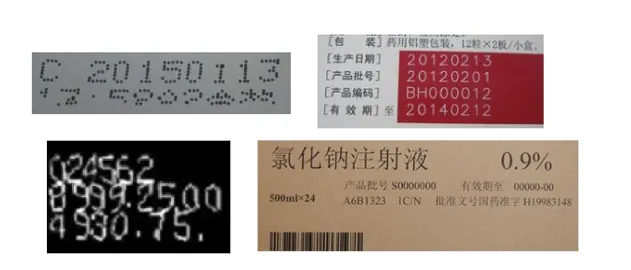 C 20150113
[包 装]药用铝塑包装，12粒×2板/小盒。
[生产日期] 20120213
[产品批号] 20120201
[产品编码] BH000012
[有 效 期]至 20140212
024562
8999.2500
4930.75.
氯化钠注射液 0.9%
产品批号 S0000000 有效期至 00000-00
500ml×24 A6B1323 1C/N 批准文号国药准字 H19983148